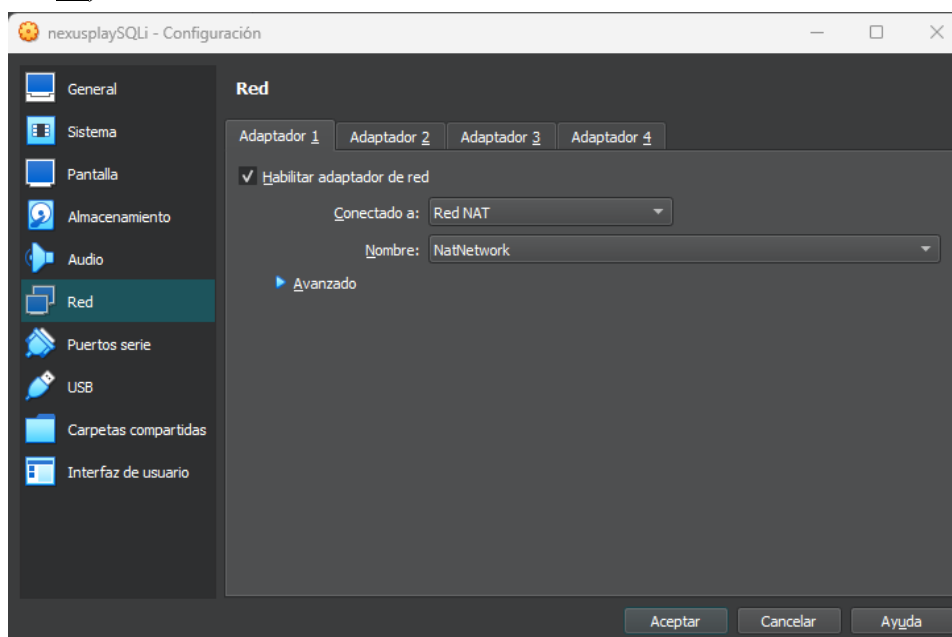 nexusplaySQLi - Configuración
General
Sistema
Pantalla
Almacenamiento
Audio
Red
Puertos serie
USB
Carpetas compartidas
Interfaz de usuario
Red
Adaptador 1 Adaptador 2 Adaptador 3 Adaptador 4
Habilitar adaptador de red
Conectado a: Red NAT
Nombre: NatNetwork
Avanzado
Aceptar Cancelar Ayuda